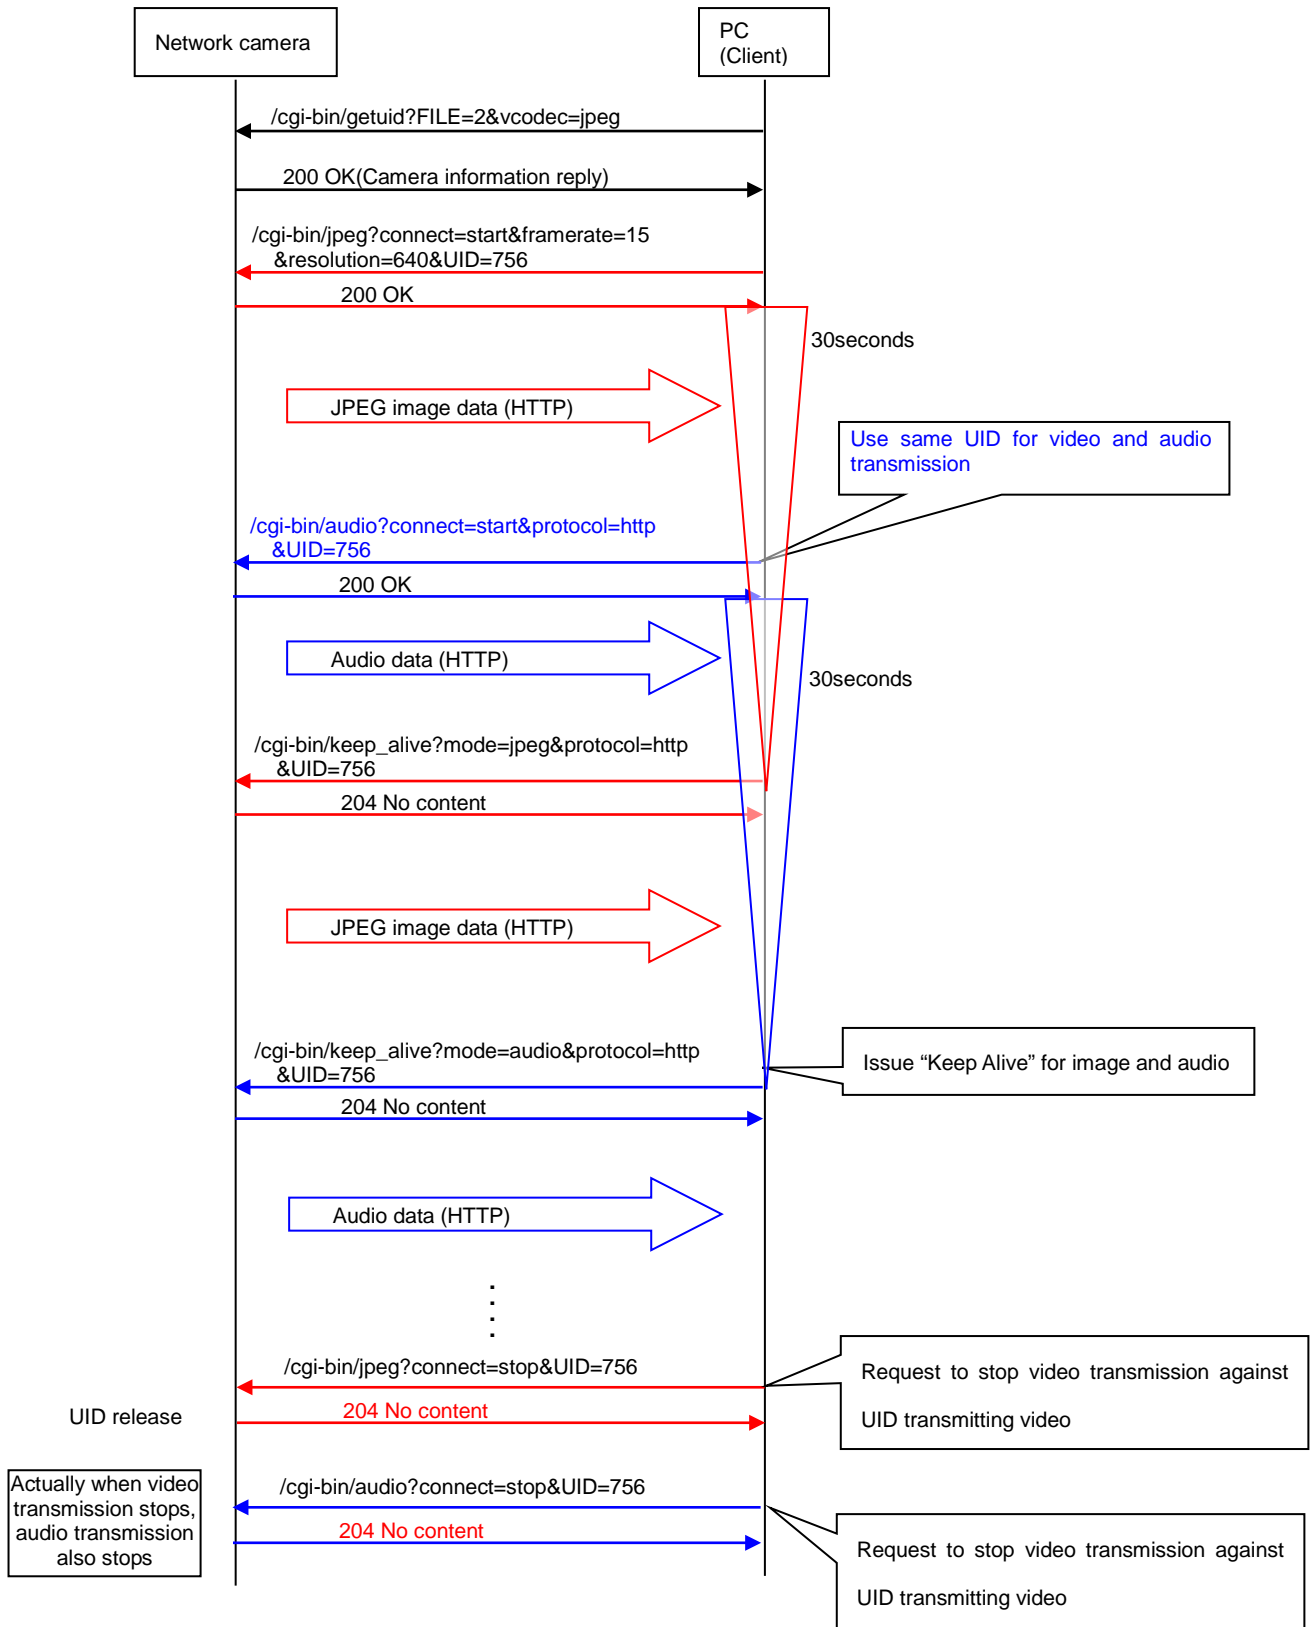 Network camera
PC
(Client)
/cgi-bin/getuid?FILE=2&vcodec=jpeg
200 OK(Camera information reply)
/cgi-bin/jpeg?connect=start&framerate=15
&resolution=640&UID=756
200 OK
30seconds
JPEG image data (HTTP)
Use same UID for video and audio
transmission
/cgi-bin/audio?connect=start&protocol=http
&UID=756
200 OK
Audio data (HTTP)
30seconds
/cgi-bin/keep_alive?mode=jpeg&protocol=http
&UID=756
204 No content
JPEG image data (HTTP)
/cgi-bin/keep_alive?mode=audio&protocol=http
&UID=756
Issue “Keep Alive” for image and audio
204 No content
Audio data (HTTP)
/cgi-bin/jpeg?connect=stop&UID=756
Request to stop video transmission against
UID transmitting video
UID release
204 No content
Actually when video
transmission stops,
audio transmission
also stops
/cgi-bin/audio?connect=stop&UID=756
204 No content
Request to stop video transmission against
UID transmitting video